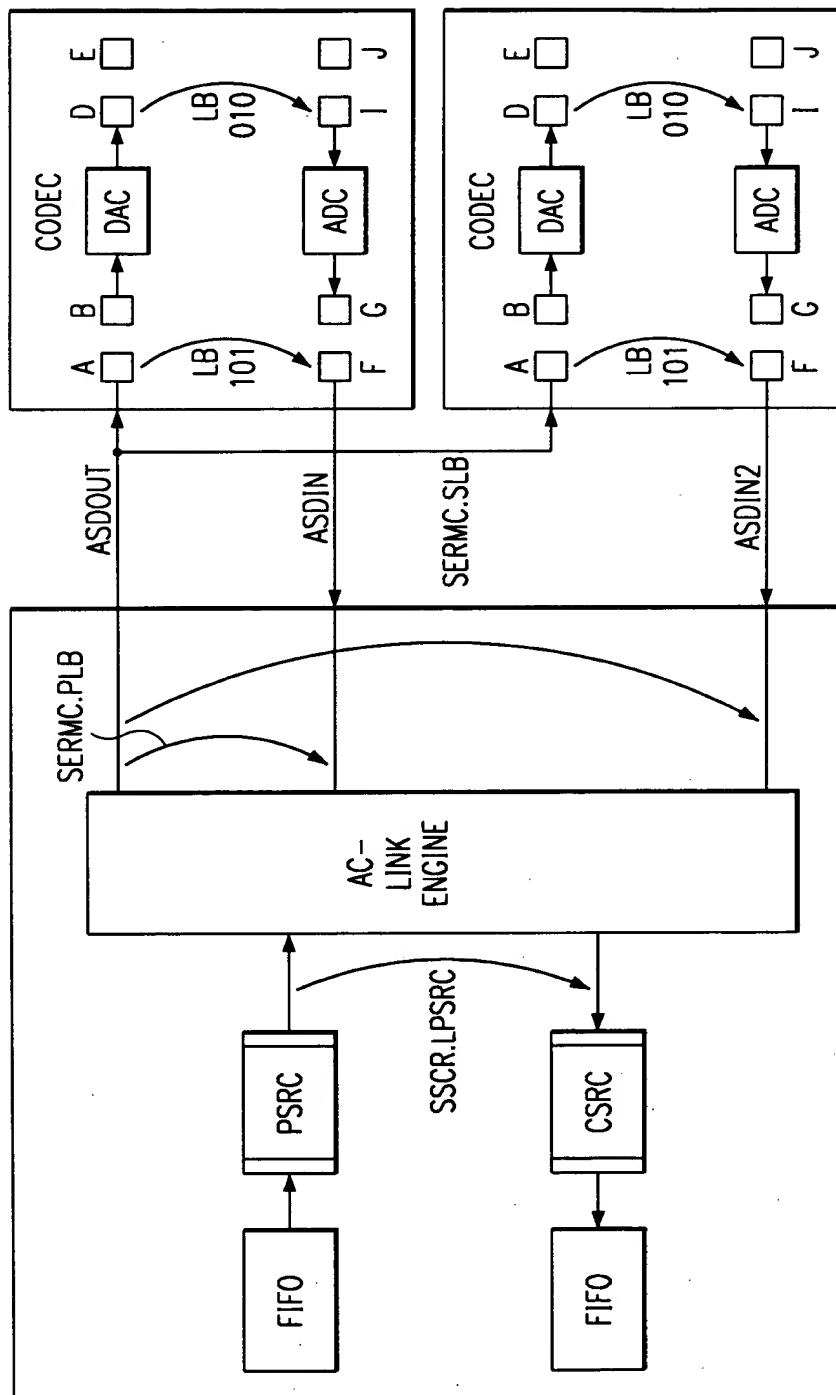 FIFO
PSRC
SSCR.LPSRC
FIFO
CSRC
AC-
LINK
ENGINE
SERMC.PLB
ASDOUT
ASDIN
SERMC.SLB
ASDIN2
CODEC
A
B
DAC
D
E
LB
101
LB
010
F
G
ADC
I
J
CODEC
A
B
DAC
D
E
LB
101
LB
010
F
G
ADC
I
J